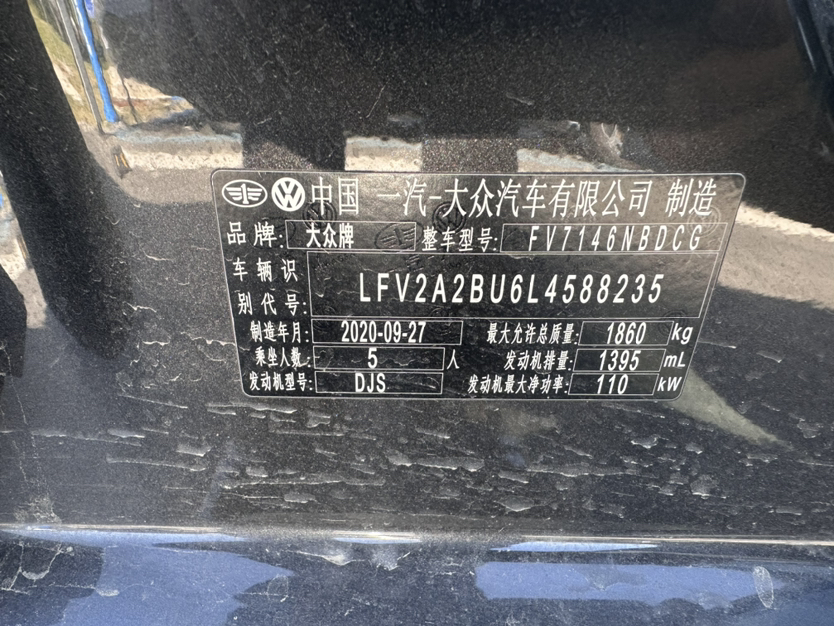 中国 一汽-大众汽车有限公司 制造
品牌: 大众牌 整车型号: FV7146NBDCG
车辆识别代号: LFV2A2BU6L4588235
制造年月: 2020-09-27 最大允许总质量: 1860 kg
乘坐人数: 5 人 发动机排量: 1395 mL
发动机型号: DJS 发动机最大净功率: 110 kW